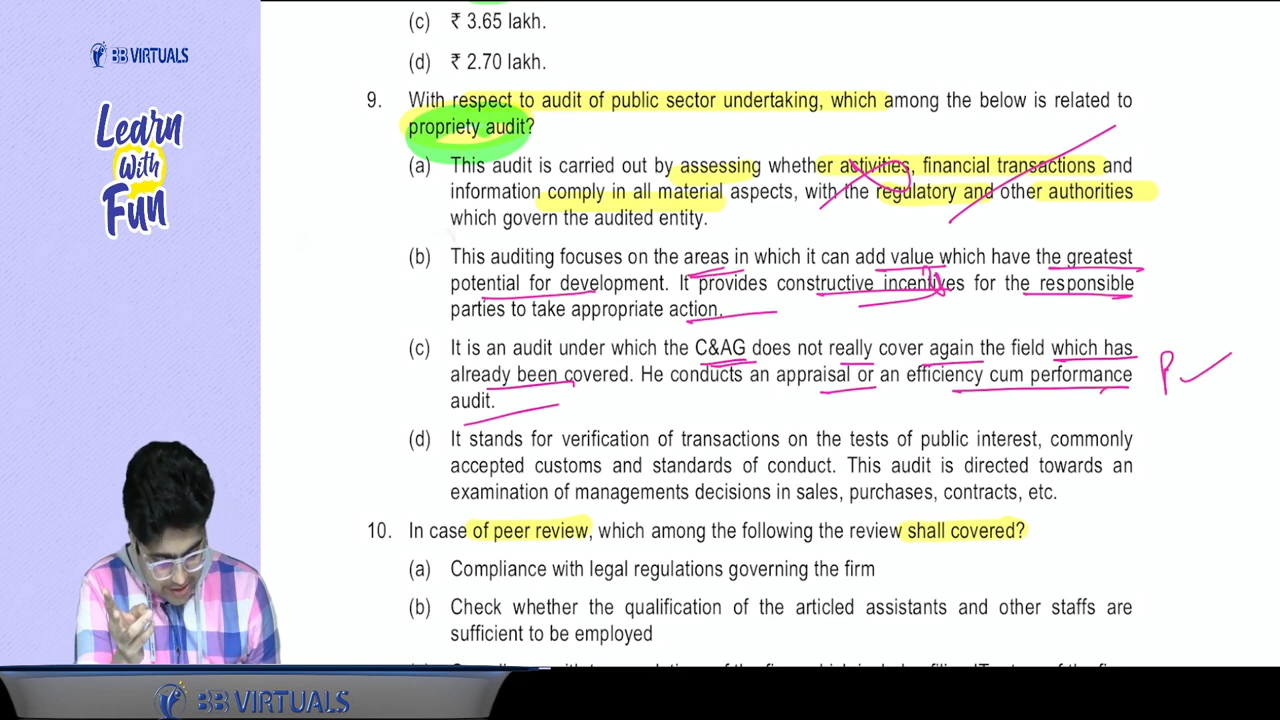 BB VIRTUALS
Learn
With
Fun
(c) ₹ 3.65 lakh.
(d) ₹ 2.70 lakh.
9. With respect to audit of public sector undertaking, which among the below is related to
propriety audit?
(a) This audit is carried out by assessing whether activities, financial transactions and
information comply in all material aspects, with the regulatory and other authorities
which govern the audited entity.
(b) This auditing focuses on the areas in which it can add value which have the greatest
potential for development. It provides constructive incentives for the responsible
parties to take appropriate action.
(c) It is an audit under which the C&AG does not really cover again the field which has
already been covered. He conducts an appraisal or an efficiency cum performance
audit.
P
(d) It stands for verification of transactions on the tests of public interest, commonly
accepted customs and standards of conduct. This audit is directed towards an
examination of managements decisions in sales, purchases, contracts, etc.
10. In case of peer review, which among the following the review shall covered?
(a) Compliance with legal regulations governing the firm
(b) Check whether the qualification of the articled assistants and other staffs are
sufficient to be employed
BB VIRTUALS